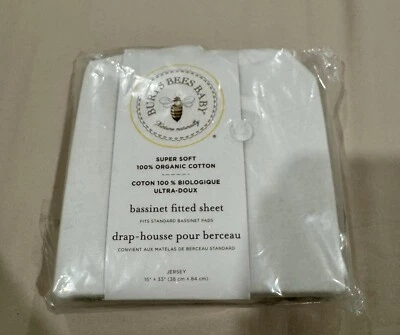 BURT'S BEES BABY
SUPER SOFT
100% ORGANIC COTTON
COTON 100 % BIOLOGIQUE
ULTRA-DOUX
bassinet fitted sheet
FITS STANDARD BASSINET PADS
drap-housse pour berceau
CONVIENT AUX MATELAS DE BERCEAU STANDARD
JERSEY